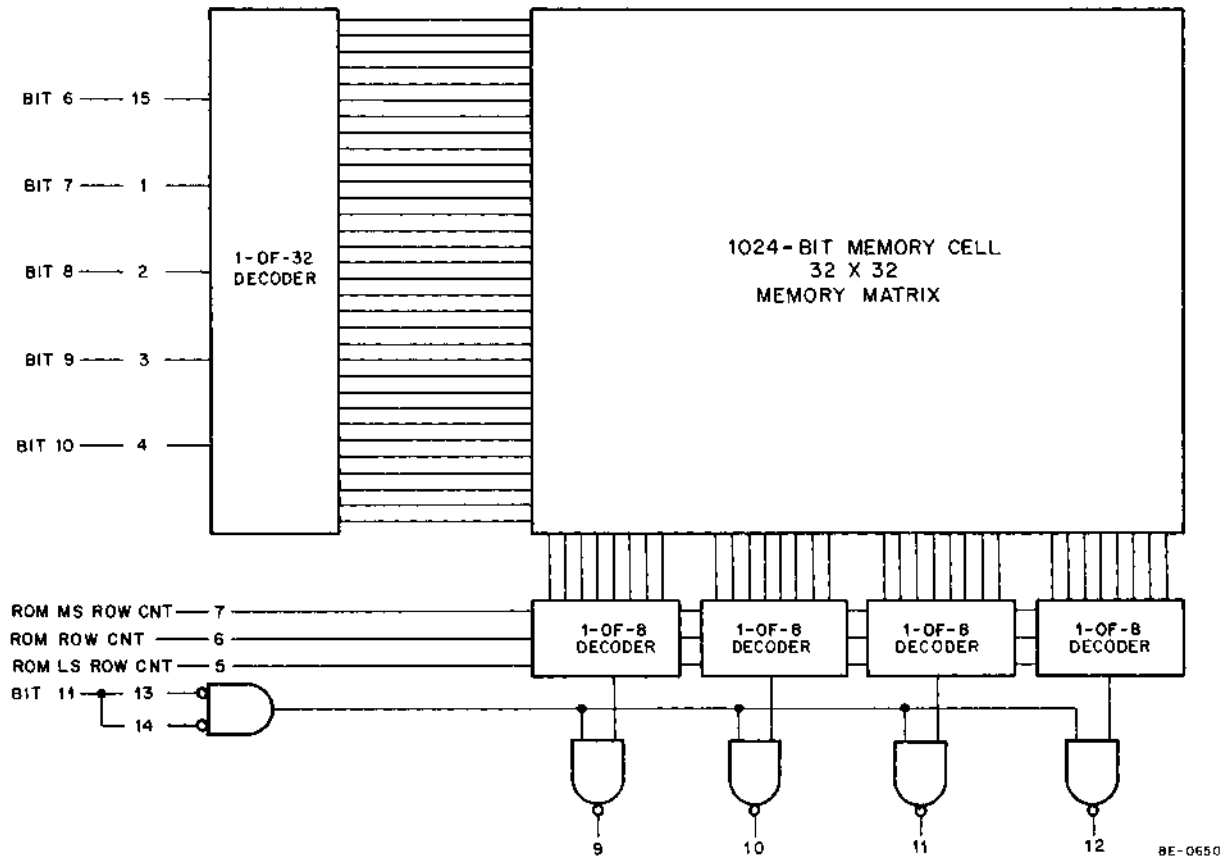 BIT 6 15
BIT 7 1
BIT 8 2
BIT 9 3
BIT 10 4
1-OF-32
DECODER
1024-BIT MEMORY CELL
32 X 32
MEMORY MATRIX
ROM MS ROW CNT 7
ROM ROW CNT 6
ROM LS ROW CNT 5
BIT 11 13
14
1-OF-8
DECODER
1-OF-8
DECODER
1-OF-8
DECODER
1-OF-8
DECODER
9 10 11 12
8E-0650